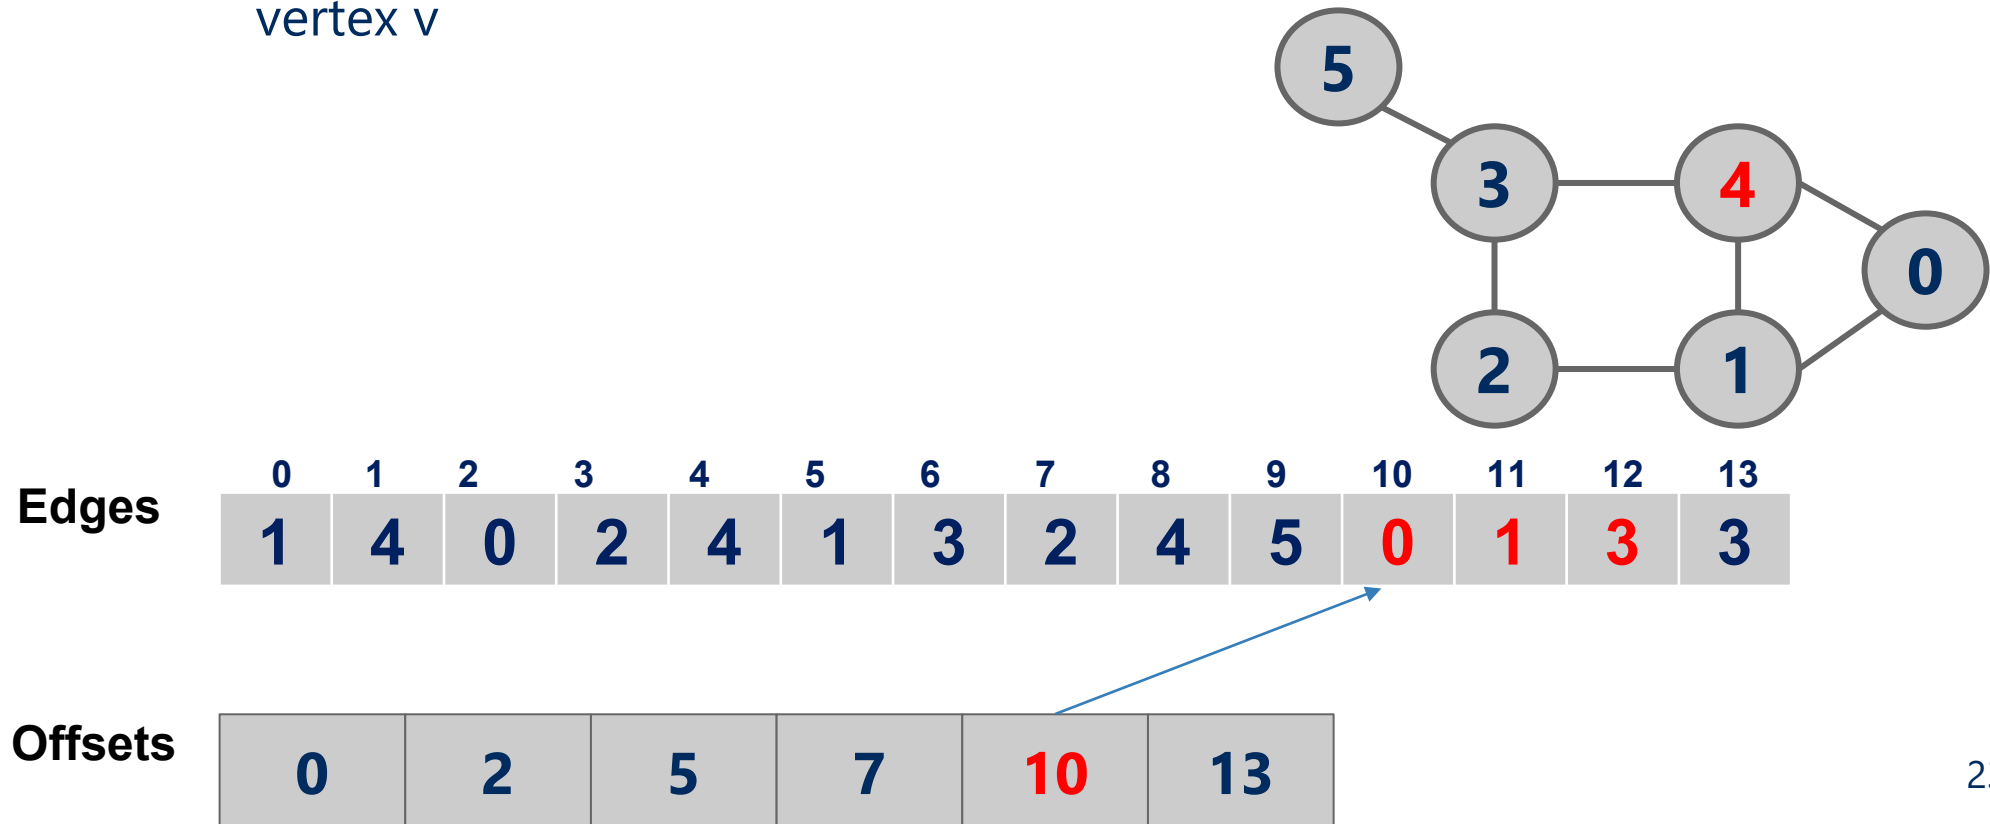 vertex v
5
3 4
0
2 1
0 1 2 3 4 5 6 7 8 9 10 11 12 13
Edges 1 4 0 2 4 1 3 2 4 5 0 1 3 3
Offsets 0 2 5 7 10 13